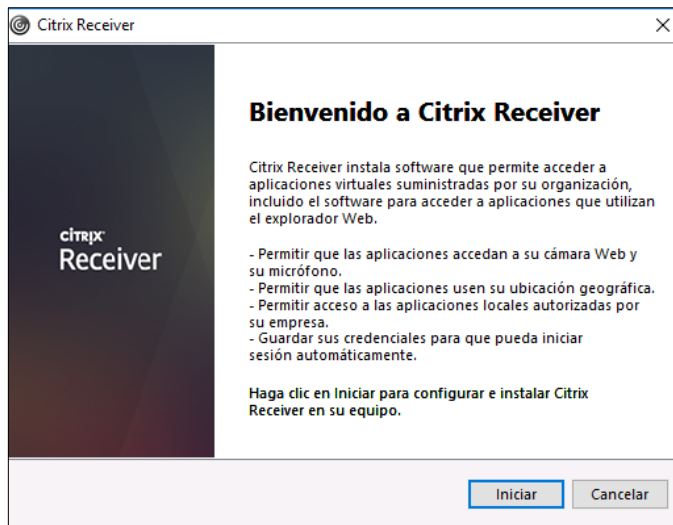 Citrix Receiver
Bienvenido a Citrix Receiver
Citrix Receiver instala software que permite acceder a
aplicaciones virtuales suministradas por su organización,
incluido el software para acceder a aplicaciones que utilizan
el explorador Web.
- Permitir que las aplicaciones accedan a su cámara Web y
su micrófono.
- Permitir que las aplicaciones usen su ubicación geográfica.
- Permitir acceso a las aplicaciones locales autorizadas por
su empresa.
- Guardar sus credenciales para que pueda iniciar
sesión automáticamente.
Haga clic en Iniciar para configurar e instalar Citrix
Receiver en su equipo.
CITRIX
Receiver
Iniciar
Cancelar